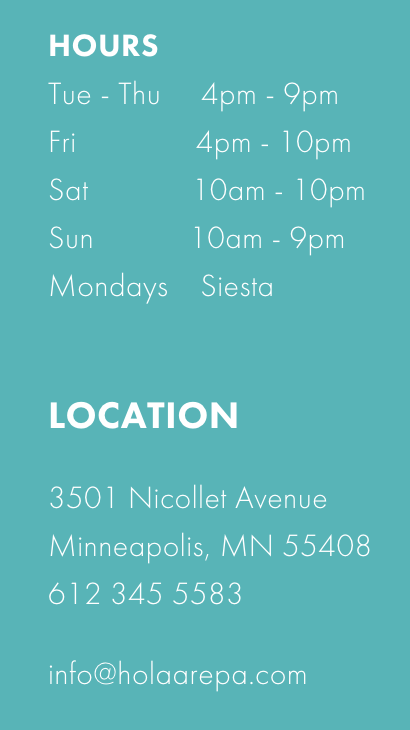 HOURS
Tue - Thu 4pm - 9pm
Fri 4pm - 10pm
Sat 10am - 10pm
Sun 10am - 9pm
Mondays Siesta
LOCATION
3501 Nicollet Avenue
Minneapolis, MN 55408
612 345 5583
info@holaarepa.com